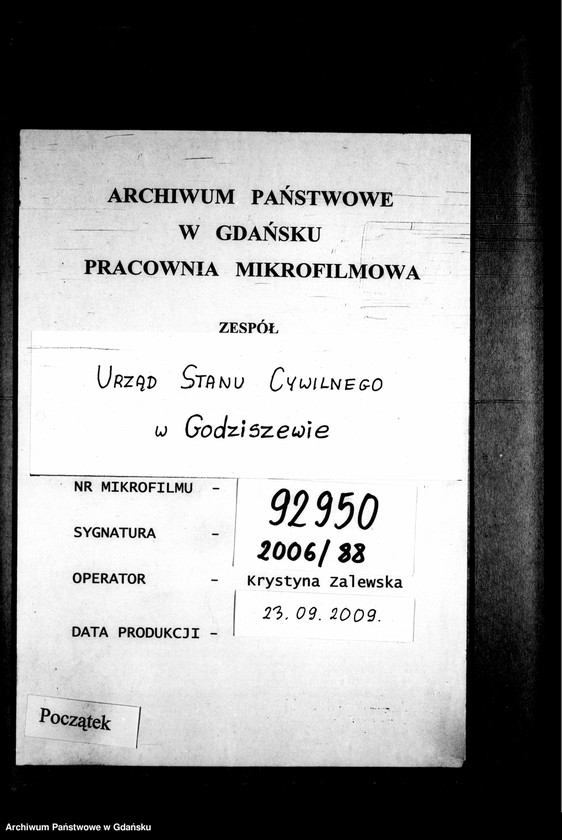 ARCHIWUM PAŃSTWOWE
W GDAŃSKU
PRACOWNIA MIKROFILMOWA
ZESPÓŁ
URZĄD STANU CYWILNEGO
w Godziszewie
NR MIKROFILMU - 92950
SYGNATURA - 2006/88
OPERATOR - Krystyna Zalewska
DATA PRODUKCJI - 23.09.2009.
Początek
Archiwum Państwowe w Gdańsku